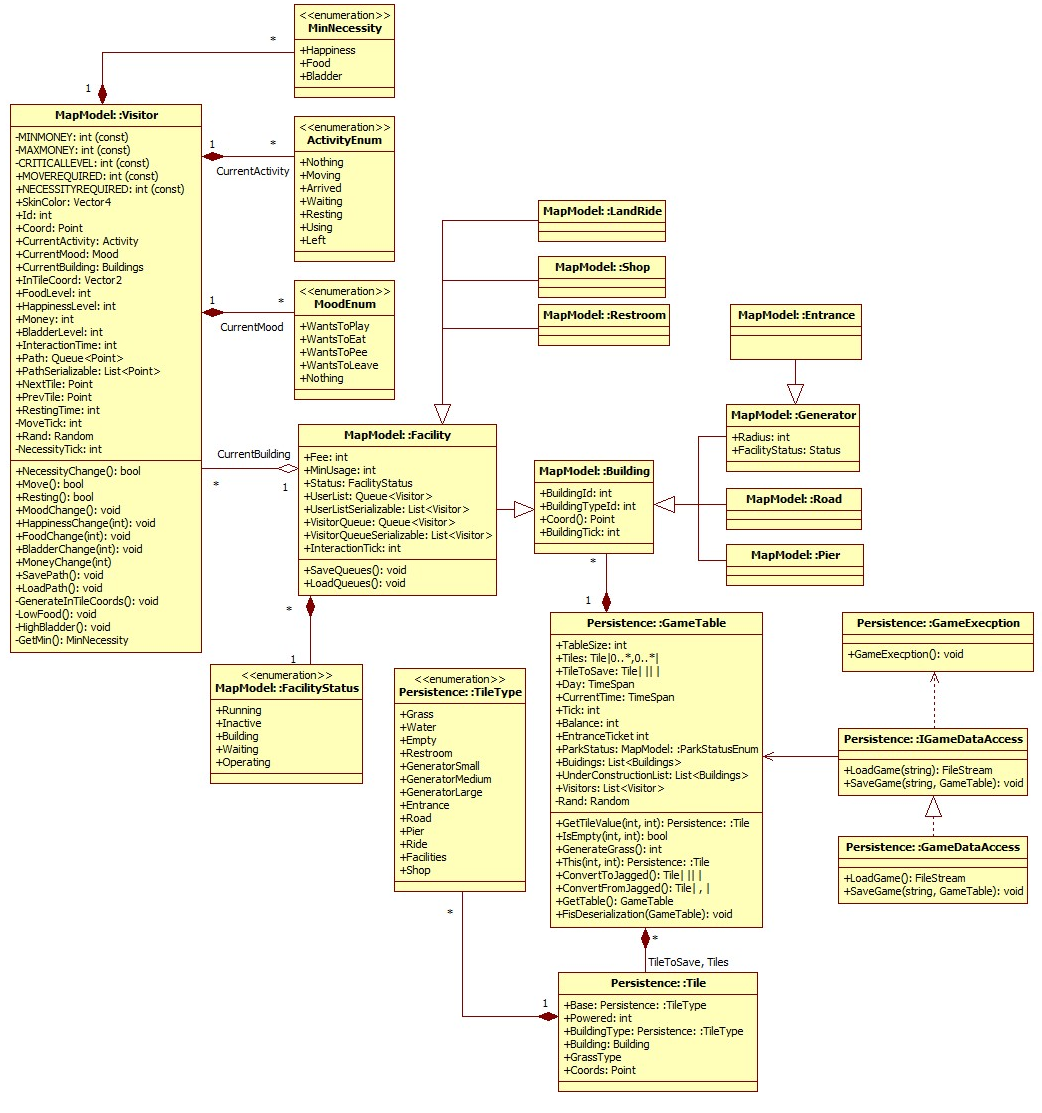 <<enumeration>>
MinNecessity
+Happiness
+Food
+Bladder
*
1
MapModel: :Visitor
-MINMONEY: int (const)
-MAXMONEY: int (const)
-CRITICALLEVEL: int (const)
+MOVEREQUIRED: int (const)
+NECESSITYREQUIRED: int (const)
+SkinColor: Vector4
+Id: int
+Coord: Point
+CurrentActivity: Activity
+CurrentMood: Mood
+CurrentBuilding: Buildings
+InTileCoord: Vector2
+FoodLevel: int
+HappinessLevel: int
+Money: int
+BladderLevel: int
+InteractionTime: int
+Path: Queue<Point>
+PathSerializable: List<Point>
+NextTile: Point
+PrevTile: Point
+RestingTime: int
-MoveTick: int
+Rand: Random
-NecessityTick: int
+NecessityChange(): bool
+Move(): bool
+Resting(): bool
+MoodChange(): void
+HappinessChange(int): void
+FoodChange(int): void
+BladderChange(int): void
+MoneyChange(int)
+SavePath(): void
+LoadPath(): void
-GenerateInTileCoords(): void
-LowFood(): void
-HighBladder(): void
-GetMin(): MinNecessity
1
*
CurrentActivity
<<enumeration>>
ActivityEnum
+Nothing
+Moving
+Arrived
+Waiting
+Resting
+Using
+Left
1
*
CurrentMood
<<enumeration>>
MoodEnum
+WantsToPlay
+WantsToEat
+WantsToPee
+WantsToLeave
+Nothing
MapModel: :LandRide
MapModel: :Shop
MapModel: :Restroom
MapModel: :Entrance
MapModel: :Generator
+Radius: int
+FacilityStatus: Status
MapModel: :Road
MapModel: :Pier
CurrentBuilding
*
1
MapModel: :Facility
+Fee: int
+MinUsage: int
+Status: FacilityStatus
+UserList: Queue<Visitor>
+UserListSerializable: List<Visitor>
+VisitorQueue: Queue<Visitor>
+VisitorQueueSerializable: List<Visitor>
+InteractionTick: int
+SaveQueues(): void
+LoadQueues(): void
MapModel: :Building
+BuildingId: int
+BuildingTypeId: int
+Coord(): Point
+BuildingTick: int
*
1
*
1
<<enumeration>>
MapModel: :FacilityStatus
+Running
+Inactive
+Building
+Waiting
+Operating
<<enumeration>>
Persistence: :TileType
+Grass
+Water
+Empty
+Restroom
+GeneratorSmall
+GeneratorMedium
+GeneratorLarge
+Entrance
+Road
+Pier
+Ride
+Facilities
+Shop
Persistence: :GameTable
+TableSize: int
+Tiles: Tile|0..*,0..*|
+TileToSave: Tile| || |
+Day: TimeSpan
+CurrentTime: TimeSpan
+Tick: int
+Balance: int
+EntranceTicket int
+ParkStatus: MapModel: :ParkStatusEnum
+Buidings: List<Buildings>
+UnderConstructionList: List<Buildings>
+Visitors: List<Visitor>
-Rand: Random
+GetTileValue(int, int): Persistence: :Tile
+IsEmpty(int, int): bool
+GenerateGrass(): int
+This(int, int): Persistence: :Tile
+ConvertToJagged(): Tile| || |
+ConvertFromJagged(): Tile| , |
+GetTable(): GameTable
+FisDeserialization(GameTable): void
Persistence: :GameExecption
+GameExecption(): void
Persistence: :IGameDataAccess
+LoadGame(string): FileStream
+SaveGame(string, GameTable): void
Persistence: :GameDataAccess
+LoadGame(): FileStream
+SaveGame(string, GameTable): void
*
1
*
TileToSave, Tiles
Persistence: :Tile
+Base: Persistence: :TileType
+Powered: int
+BuildingType: Persistence: :TileType
+Building: Building
+GrassType
+Coords: Point